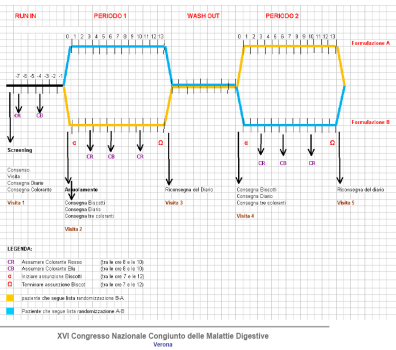 RUN IN PERIODO 1 WASH OUT PERIODO 2
0 1 2 3 4 5 6 7 8 9 10 11 12 13 0 1 2 3 4 5 6 7 8 9 10 11 12 13
Formulazione A
-7 -6 -5 -4 -3 -2 -1
CR CB
Formulazione B
α Ω α Ω
CR CB CR CR CB CR
Screening
Consenso
Visita
Consegna Diario
Consegna Colorante
Visita 1
Arruolamento
Consegna Biscotti
Consegna Diario
Consegna tre coloranti
Visita 2
Riconsegna del Diario
Visita 3
Consegna Biscotti
Consegna Diario
Consegna tre coloranti
Visita 4
Riconsegna del diario
Visita 5
LEGENDA:
CR Assumere Colorante Rosso (tra le ore 8 e le 10)
CB Assumere Colorante Blu (tra le ore 8 e le 10)
α Iniziare assunzione Biscotti (tra le ore 7 e le 12)
Ω Terminare assunzione Biscotti (tra le ore 7 e le 12)
paziente che segue lista randomizzazione B-A
Paziente che segue lista randomizzazione A-B
XVI Congresso Nazionale Congiunto delle Malattie Digestive
Verona